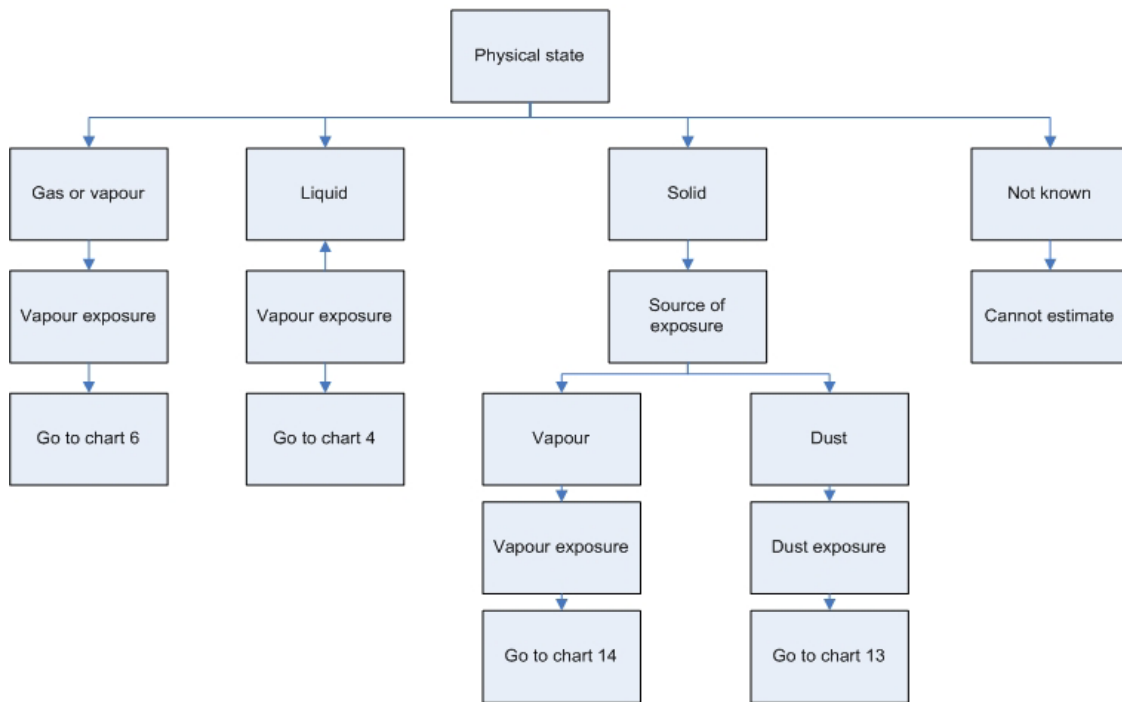 Physical state
Gas or vapour
Liquid
Solid
Not known
Vapour exposure
Vapour exposure
Source of
exposure
Cannot estimate
Go to chart 6
Go to chart 4
Vapour
Dust
Vapour exposure
Dust exposure
Go to chart 14
Go to chart 13